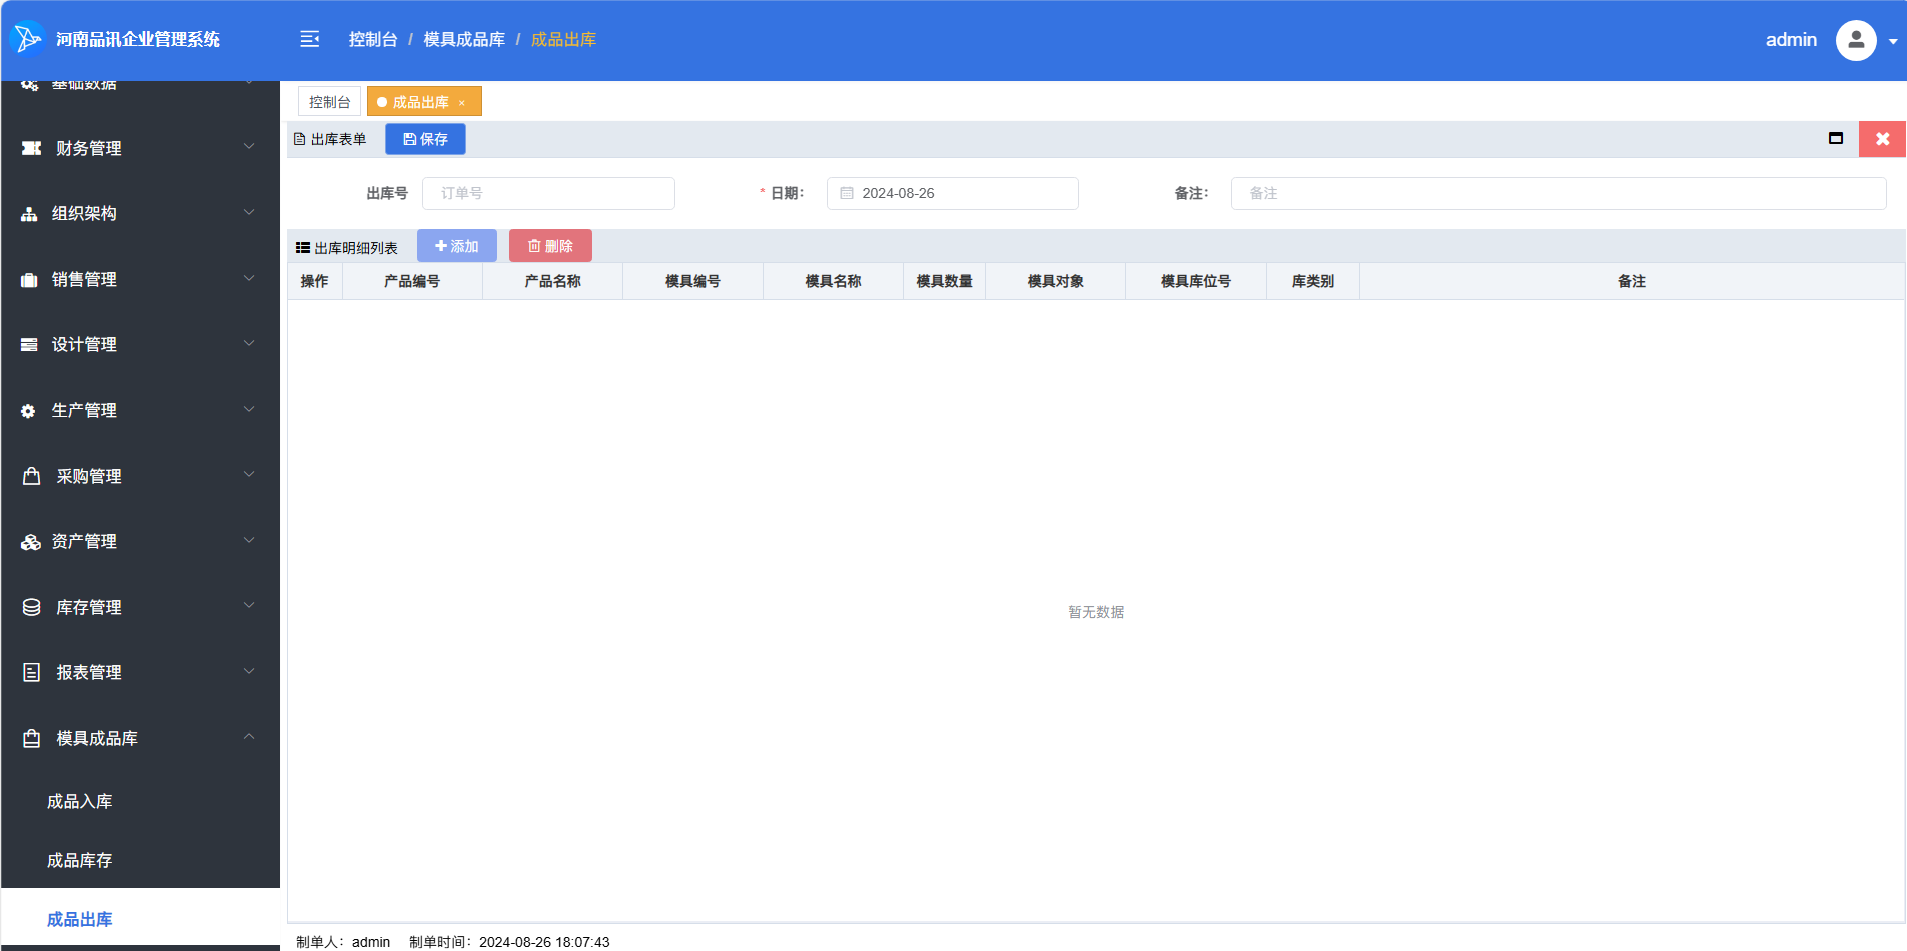 河南品讯企业管理系统
控制台 / 模具成品库 / 成品出库
admin
基础数据
财务管理
组织架构
销售管理
设计管理
生产管理
采购管理
资产管理
库存管理
报表管理
模具成品库
成品入库
成品库存
成品出库
控制台
成品出库 ×
出库表单
保存
出库号
订单号
* 日期：
2024-08-26
备注：
备注
出库明细列表
添加
删除
操作 产品编号 产品名称 模具编号 模具名称 模具数量 模具对象 模具库位号 库类别 备注
暂无数据
制单人：admin 制单时间：2024-08-26 18:07:43